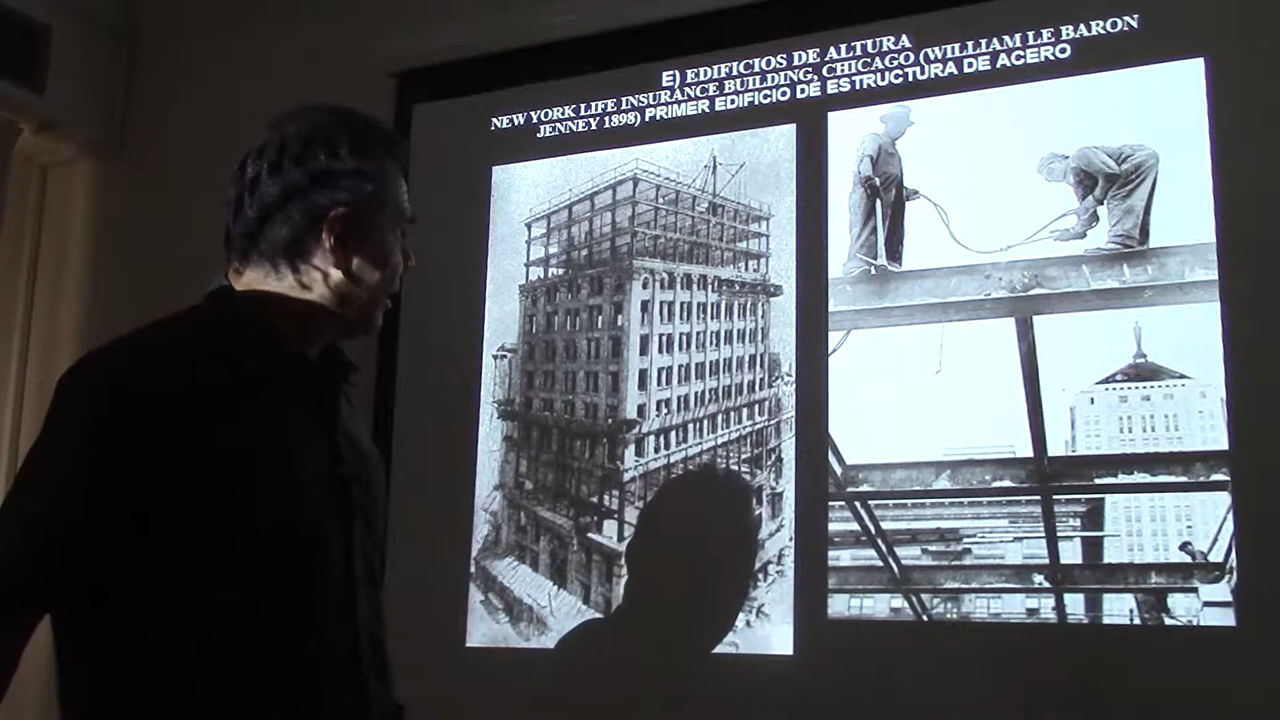 E) EDIFICIOS DE ALTURA
NEW YORK LIFE INSURANCE BUILDING, CHICAGO (WILLIAM LE BARON
JENNEY 1898) PRIMER EDIFICIO DE ESTRUCTURA DE ACERO